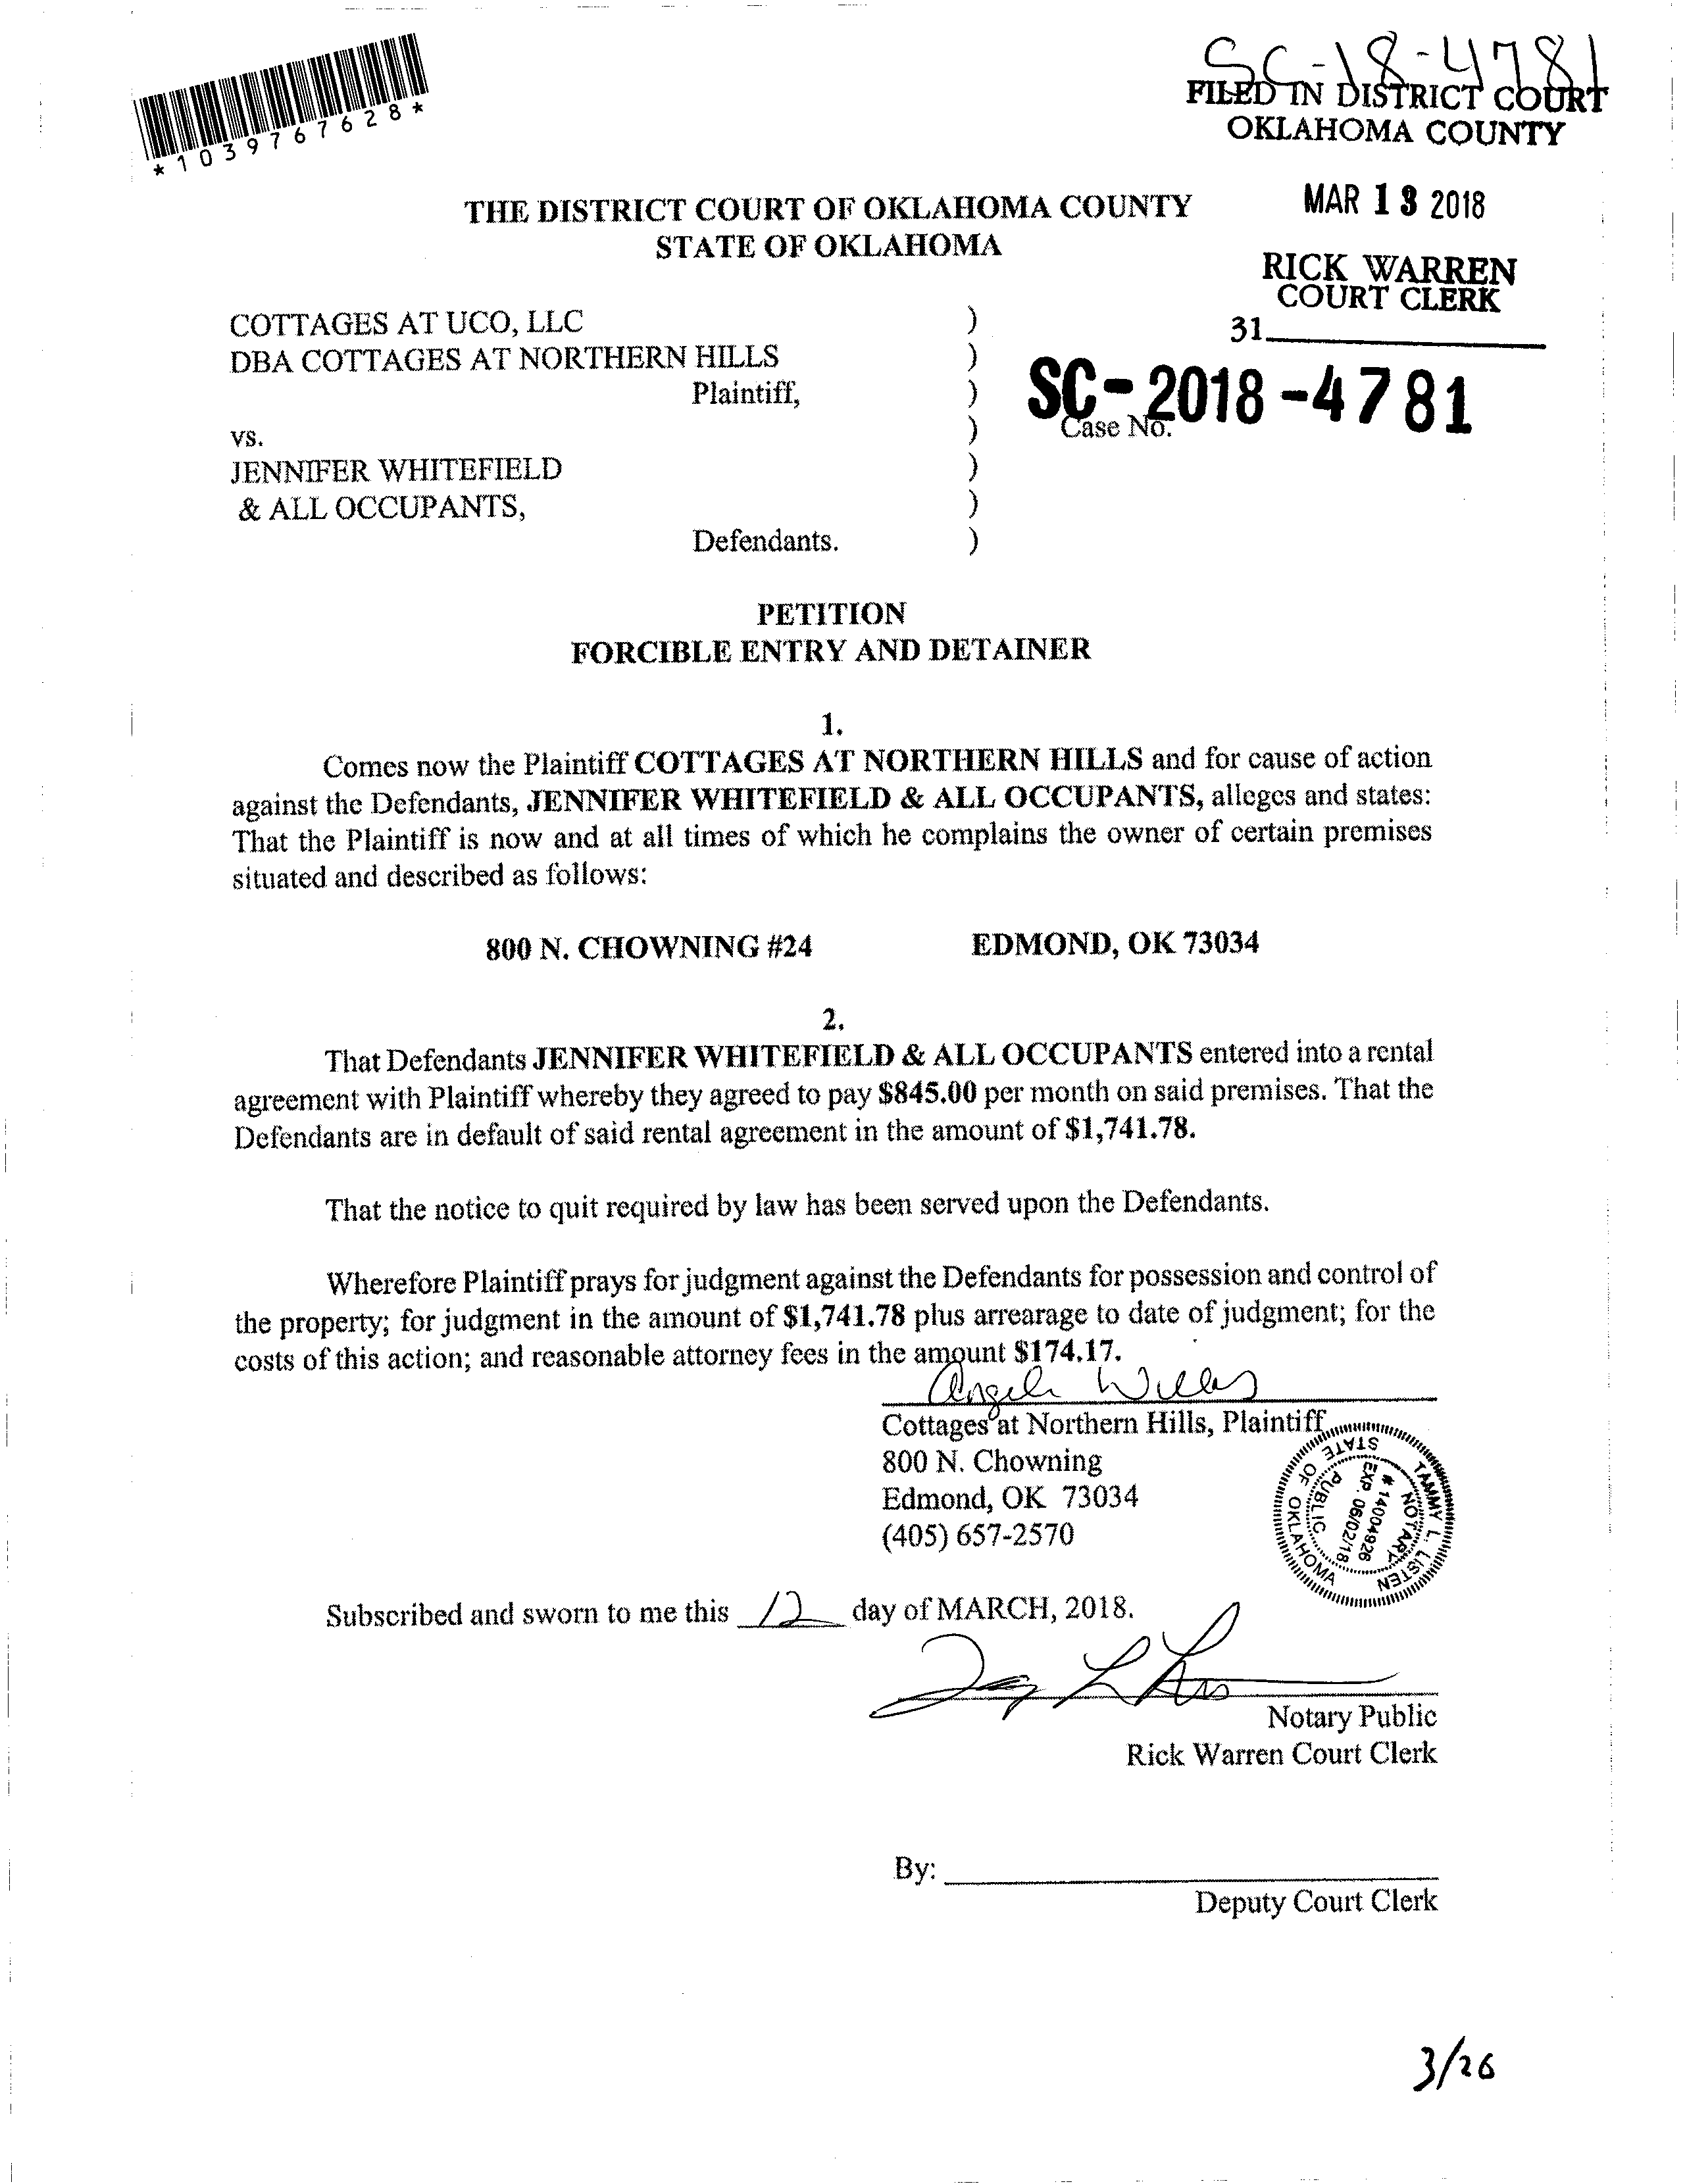 SC-18-4781
FILED IN DISTRICT COURT
OKLAHOMA COUNTY
*1039767628*
MAR 13 2018
THE DISTRICT COURT OF OKLAHOMA COUNTY
STATE OF OKLAHOMA
RICK WARREN
COURT CLERK
31
COTTAGES AT UCO, LLC )
DBA COTTAGES AT NORTHERN HILLS )
Plaintiff, )
SC-2018-4781
Case No.
vs. )
JENNIFER WHITEFIELD )
& ALL OCCUPANTS, )
Defendants. )
PETITION
FORCIBLE ENTRY AND DETAINER
1.
Comes now the Plaintiff COTTAGES AT NORTHERN HILLS and for cause of action
against the Defendants, JENNIFER WHITEFIELD & ALL OCCUPANTS, alleges and states:
That the Plaintiff is now and at all times of which he complains the owner of certain premises
situated and described as follows:
800 N. CHOWNING #24 EDMOND, OK 73034
2.
That Defendants JENNIFER WHITEFIELD & ALL OCCUPANTS entered into a rental
agreement with Plaintiff whereby they agreed to pay $845.00 per month on said premises. That the
Defendants are in default of said rental agreement in the amount of $1,741.78.
That the notice to quit required by law has been served upon the Defendants.
Wherefore Plaintiff prays for judgment against the Defendants for possession and control of
the property; for judgment in the amount of $1,741.78 plus arrearage to date of judgment; for the
costs of this action; and reasonable attorney fees in the amount $174.17.
Cottages at Northern Hills, Plaintiff
800 N. Chowning
Edmond, OK 73034
(405) 657-2570
TAMMY L. LISTEN
NOTARY PUBLIC
# 14004926
EXP. 06/02/18
STATE OF OKLAHOMA
Subscribed and sworn to me this 12 day of MARCH, 2018.
Notary Public
Rick Warren Court Clerk
By:
Deputy Court Clerk
3/26